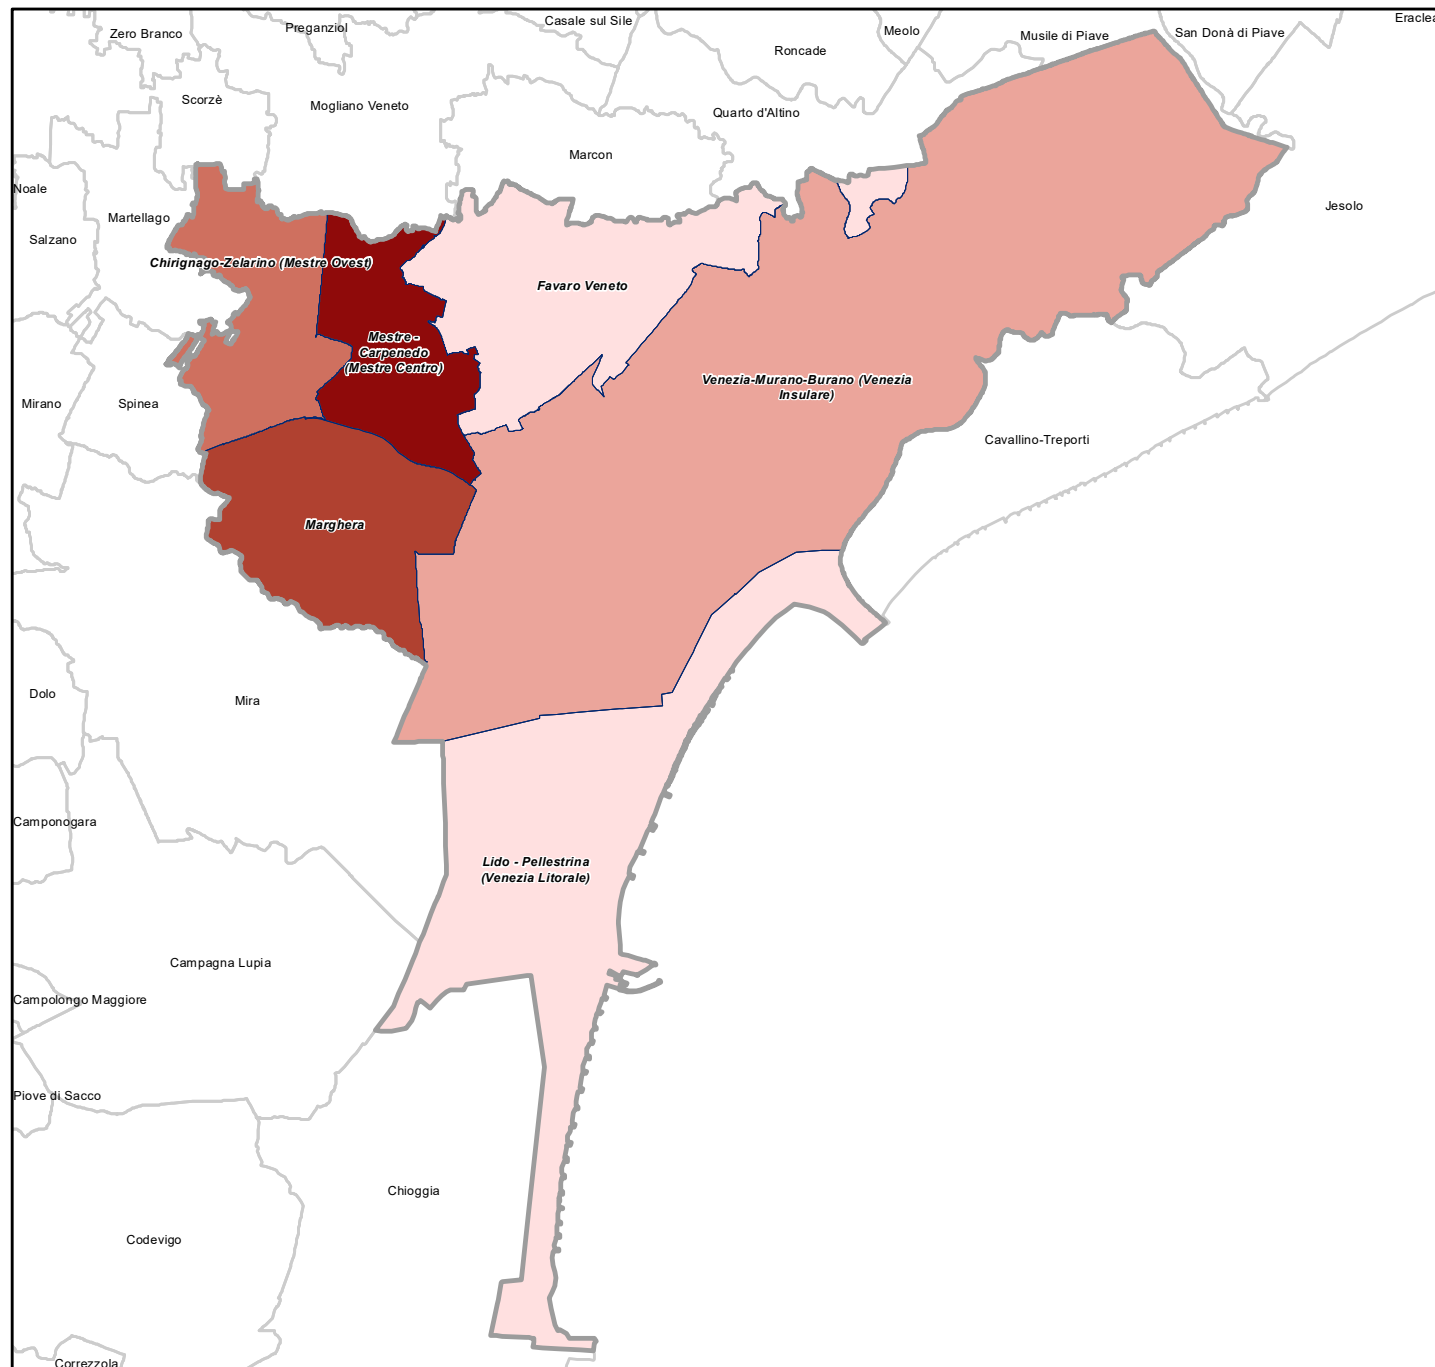 Casale sul Sile
Eraclea
Preganziol
Zero Branco
Meolo
San Donà di Piave
Musile di Piave
Roncade
Scorzè
Mogliano Veneto
Quarto d'Altino
Marcon
Noale
Martellago
Jesolo
Salzano
Chirignago-Zelarino (Mestre Ovest)
Favaro Veneto
Mestre -
Carpenedo
(Mestre Centro)
Venezia-Murano-Burano (Venezia
Insulare)
Mirano
Spinea
Cavallino-Treporti
Marghera
Dolo
Mira
Camponogara
Lido - Pellestrina
(Venezia Litorale)
Campagna Lupia
Campolongo Maggiore
Piove di Sacco
Chioggia
Codevigo
Correzzola